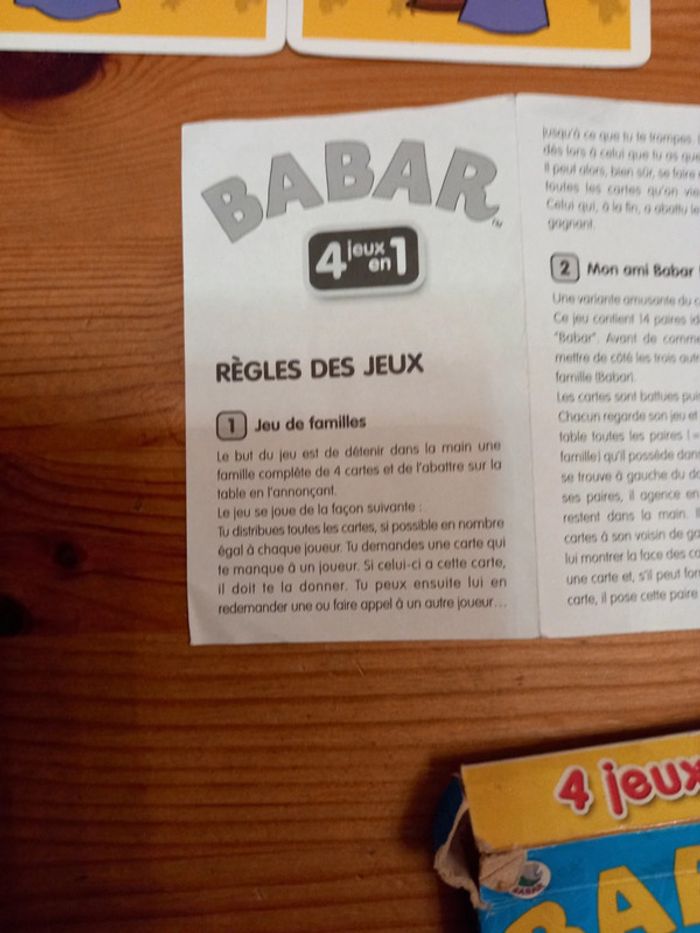 BABAR
TM
4 jeux en 1
RÈGLES DES JEUX
1 Jeu de familles
Le but du jeu est de détenir dans la main une
famille complète de 4 cartes et de l'abattre sur la
table en l'annonçant.
Le jeu se joue de la façon suivante :
Tu distribues toutes les cartes, si possible en nombre
égal à chaque joueur. Tu demandes une carte qui
te manque à un joueur. Si celui-ci a cette carte,
il doit te la donner. Tu peux ensuite lui en
redemander une ou faire appel à un autre joueur...
jusqu'à ce que tu te trompes.
dès lors à celui que tu as
Il peut alors, bien sûr, se faire
toutes les cartes qu'on
Celui qui, à la fin, a abattu
gagnant.
2 Mon ami Babar
Une variante amusante du
Ce jeu contient 14 paires
"Babar". Avant de
mettre de côté les trois
famille (Babar).
Les cartes sont battues
Chacun regarde son jeu et
table toutes les paires (=
famille) qu'il possède
se trouve à gauche du
ses paires, il agence en
restent dans la main.
cartes à son voisin de
lui montrer la face des
une carte et, s'il peut
carte, il pose cette paire
4 jeux
BABAR
BABA